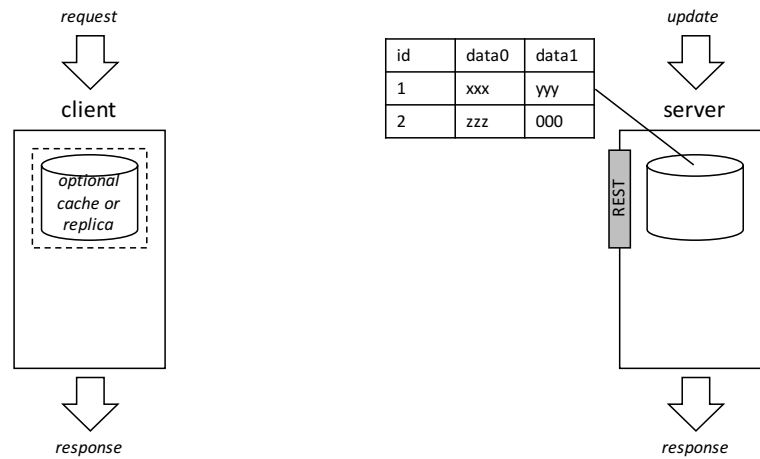 request
client
optional
cache or
replica
response
id data0 data1
1 xxx yyy
2 zzz 000
update
server
REST
response